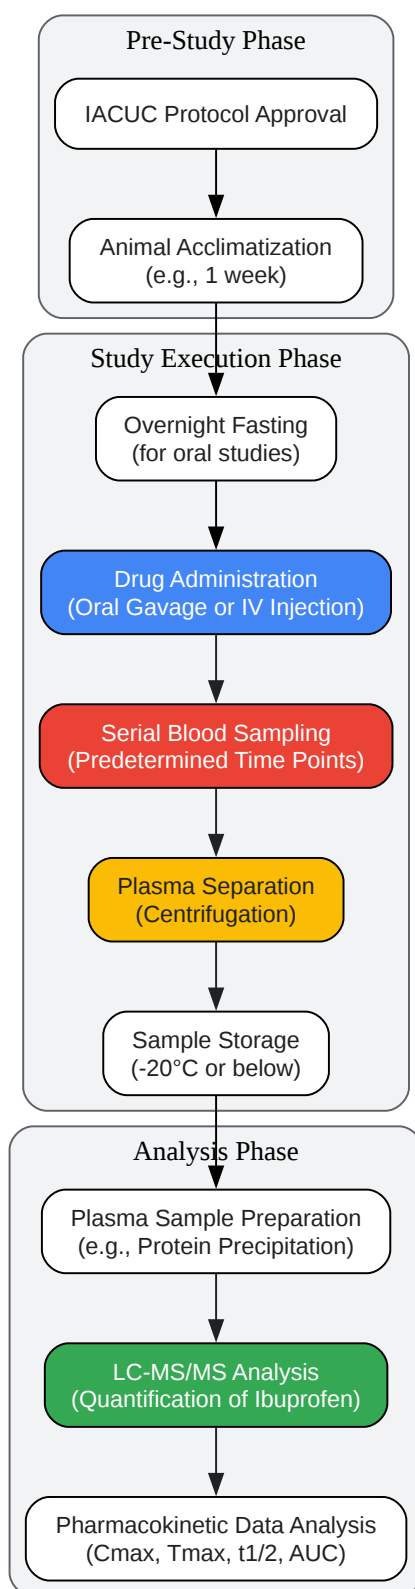 Pre-Study Phase
IACUC Protocol Approval
Animal Acclimatization
(e.g., 1 week)
Study Execution Phase
Overnight Fasting
(for oral studies)
Drug Administration
(Oral Gavage or IV Injection)
Serial Blood Sampling
(Predetermined Time Points)
Plasma Separation
(Centrifugation)
Sample Storage
(-20°C or below)
Analysis Phase
Plasma Sample Preparation
(e.g., Protein Precipitation)
LC-MS/MS Analysis
(Quantification of Ibuprofen)
Pharmacokinetic Data Analysis
(Cmax, Tmax, t1/2, AUC)